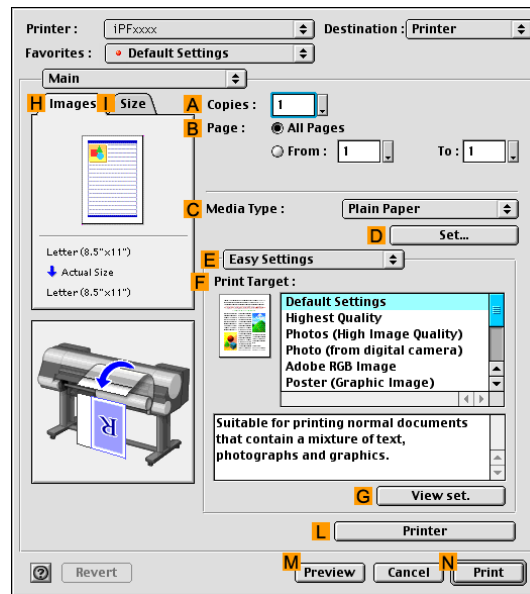 Printer : iPFxxxx Destination : Printer
Favorites : Default Settings
Main
H Images I Size
A Copies : 1
B Page : All Pages
From : 1 To : 1
C Media Type : Plain Paper
D Set...
Letter (8.5"x11")
Actual Size
Letter (8.5"x11")
E Easy Settings
F Print Target :
Default Settings
Highest Quality
Photos (High Image Quality)
Photo (from digital camera)
Adobe RGB Image
Poster (Graphic Image)
R
Suitable for printing normal documents
that contain a mixture of text,
photographs and graphics.
G View set.
L Printer
? Revert M Preview Cancel N Print